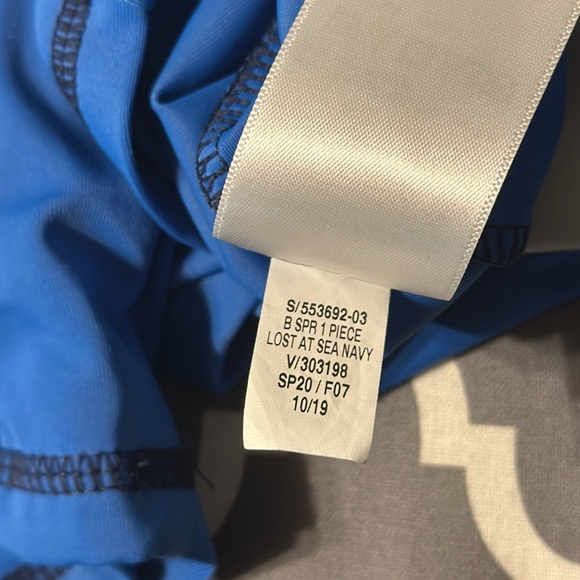 S/553692-03
B SPR 1 PIECE
LOST AT SEA NAVY
V/303198
SP20 / F07
10/19